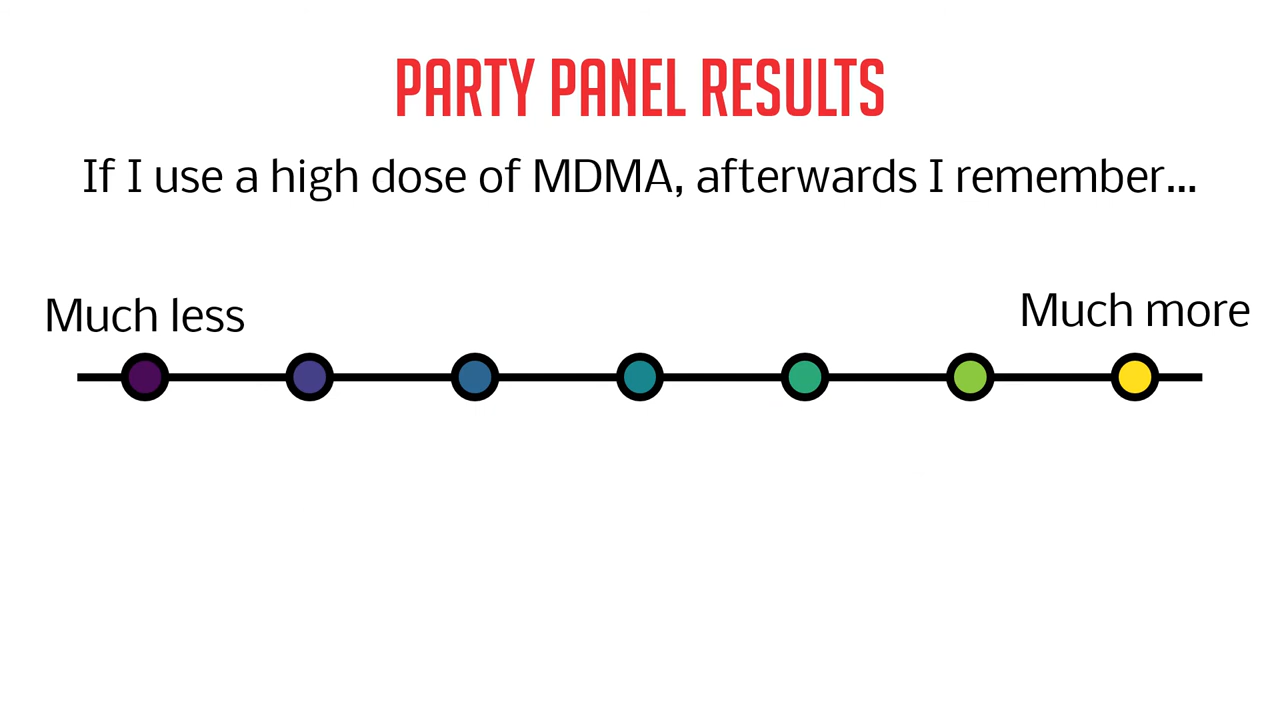 PARTY PANEL RESULTS
If I use a high dose of MDMA, afterwards I remember...
Much less
Much more